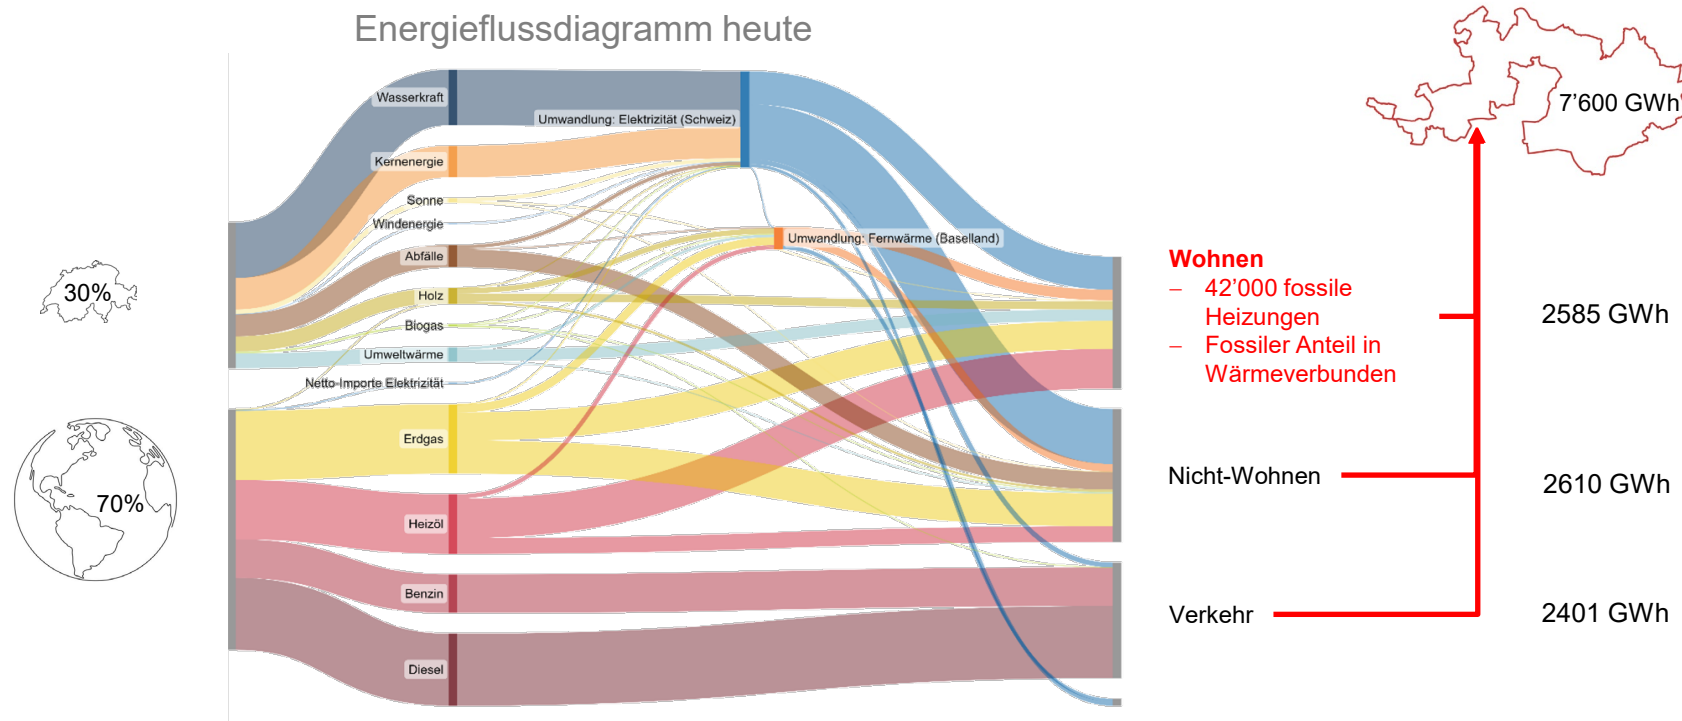 Energieflussdiagramm heute
30%
70%
Wasserkraft
Kernenergie
Sonne
Windenergie
Abfälle
Holz
Biogas
Umweltwärme
Netto-Importe Elektrizität
Erdgas
Heizöl
Benzin
Diesel
Umwandlung: Elektrizität (Schweiz)
Umwandlung: Fernwärme (Baselland)
7'600 GWh
Wohnen
– 42'000 fossile
Heizungen
– Fossiler Anteil in
Wärmeverbunden
2585 GWh
Nicht-Wohnen
2610 GWh
Verkehr
2401 GWh